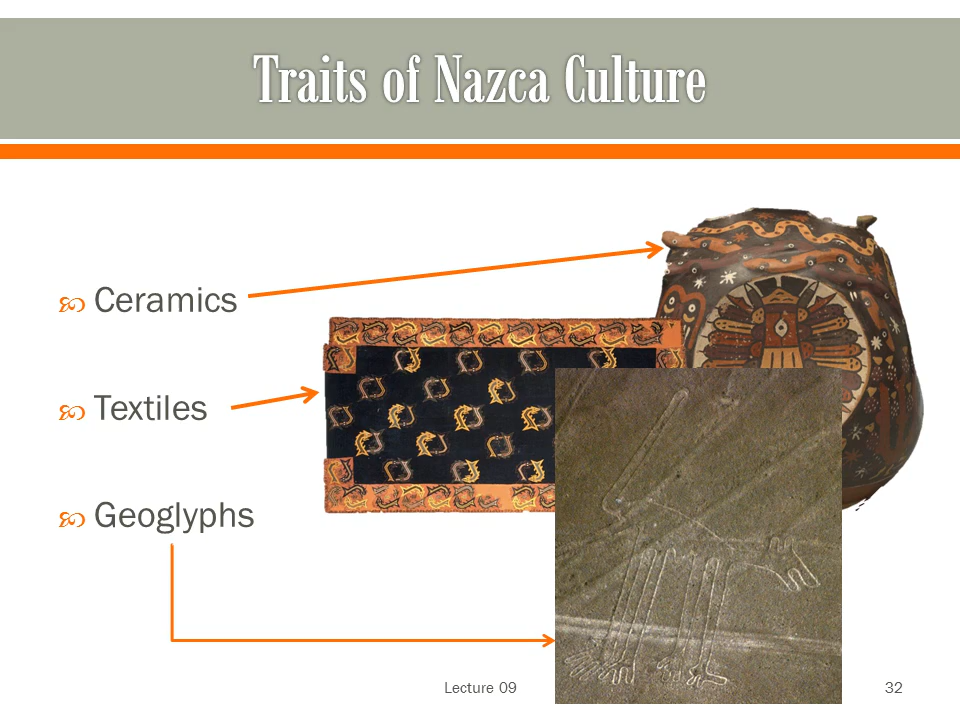 Traits of Nazca Culture
Ceramics
Textiles
Geoglyphs
Lecture 09
32